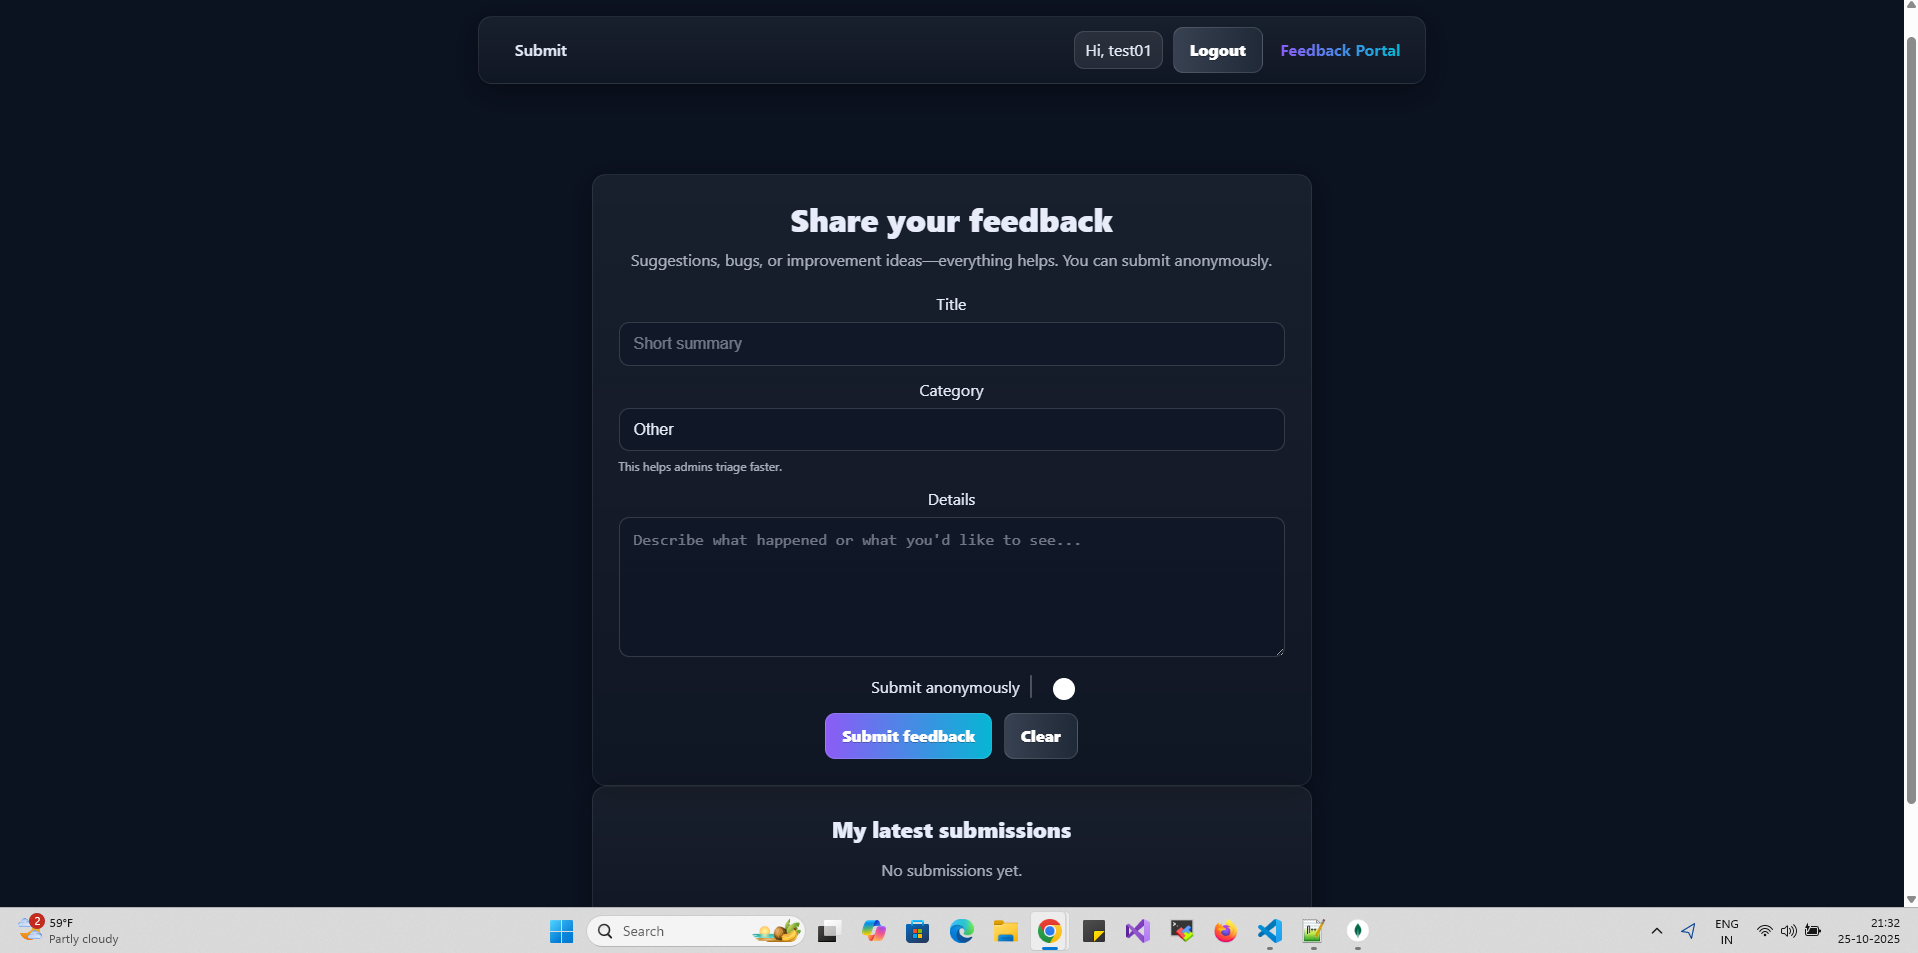 Submit
Hi, test01
Logout
Feedback Portal
Share your feedback
Suggestions, bugs, or improvement ideas—everything helps. You can submit anonymously.
Title
Short summary
Category
Other
This helps admins triage faster.
Details
Describe what happened or what you'd like to see...
Submit anonymously
Submit feedback
Clear
My latest submissions
No submissions yet.
2
59°F
Partly cloudy
Search
ENG
IN
21:32
25-10-2025